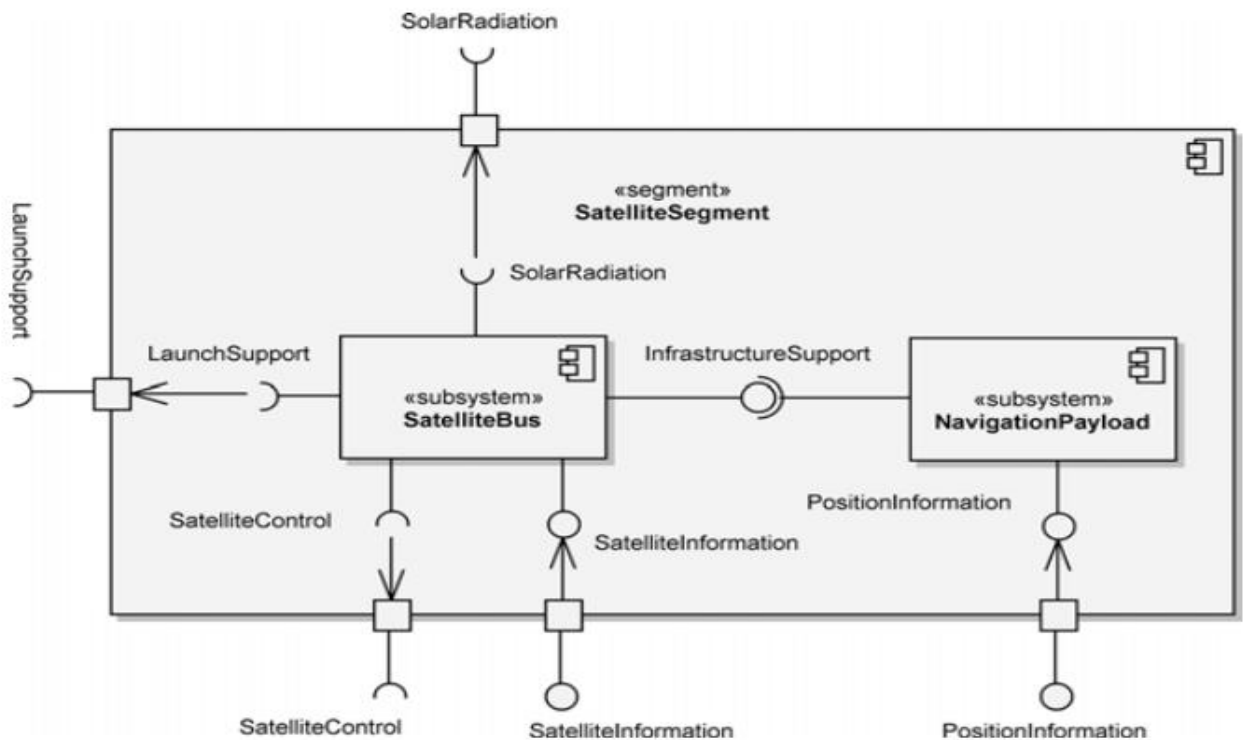 SolarRadiation
«segment»
SatelliteSegment
LaunchSupport
SolarRadiation
LaunchSupport
InfrastructureSupport
«subsystem»
SatelliteBus
«subsystem»
NavigationPayload
PositionInformation
SatelliteControl
SatelliteInformation
SatelliteControl
SatelliteInformation
PositionInformation